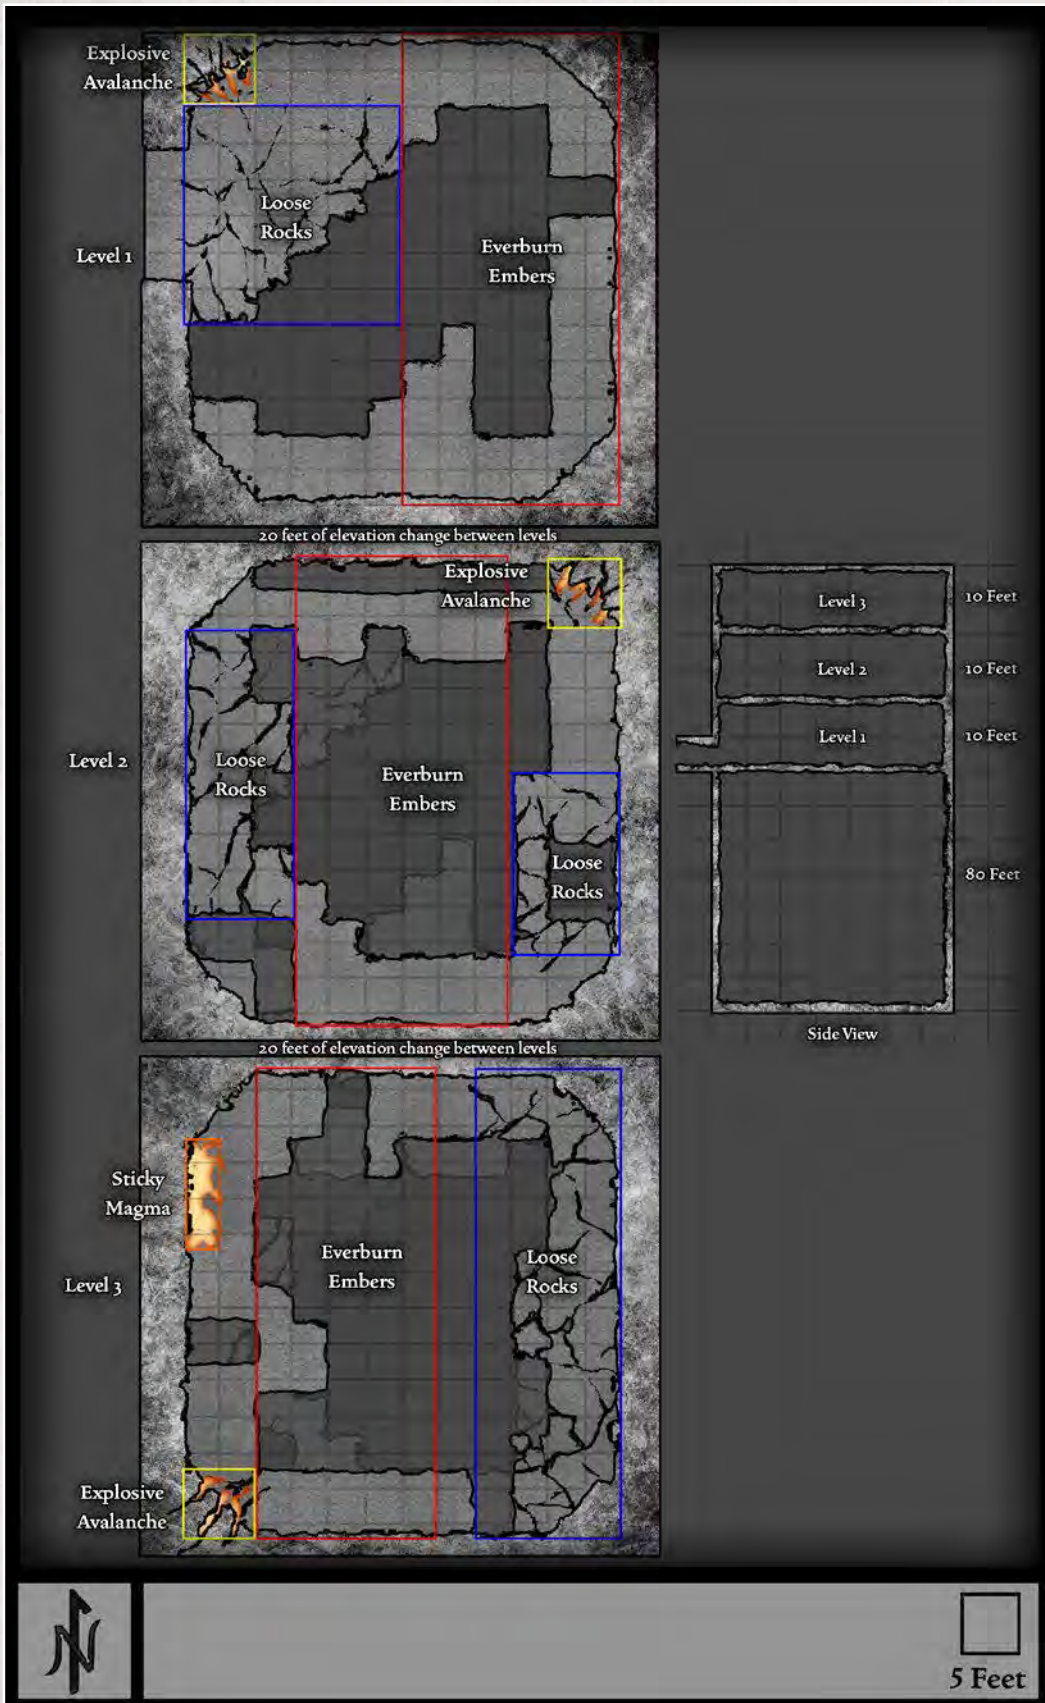 Explosive
Avalanche
Loose
Rocks
Level 1
Everburn
Embers
20 feet of elevation change between levels
Explosive
Avalanche
Level 2
Loose
Rocks
Everburn
Embers
Loose
Rocks
Level 3
10 Feet
Level 2
10 Feet
Level 1
10 Feet
80 Feet
Side View
20 feet of elevation change between levels
Sticky
Magma
Level 3
Everburn
Embers
Loose
Rocks
Explosive
Avalanche
N
5 Feet